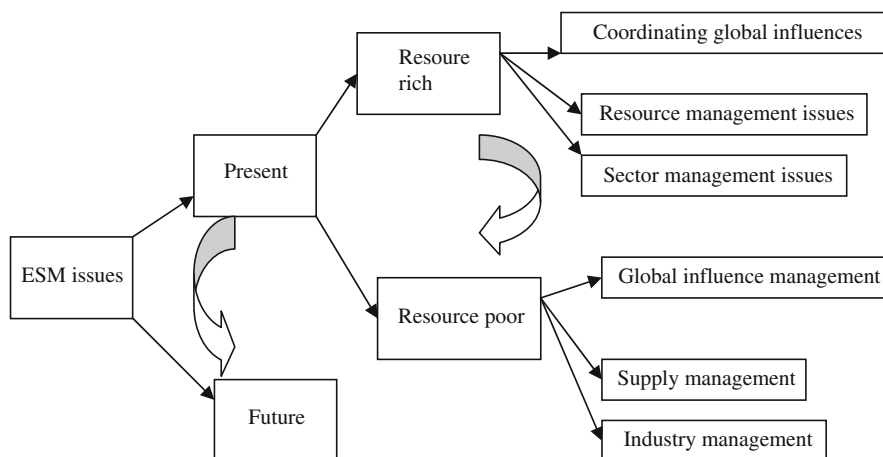 Coordinating global influences
Resoure
rich
Resource management issues
Present
Sector management issues
ESM issues
Global influence management
Resource poor
Supply management
Future
Industry management